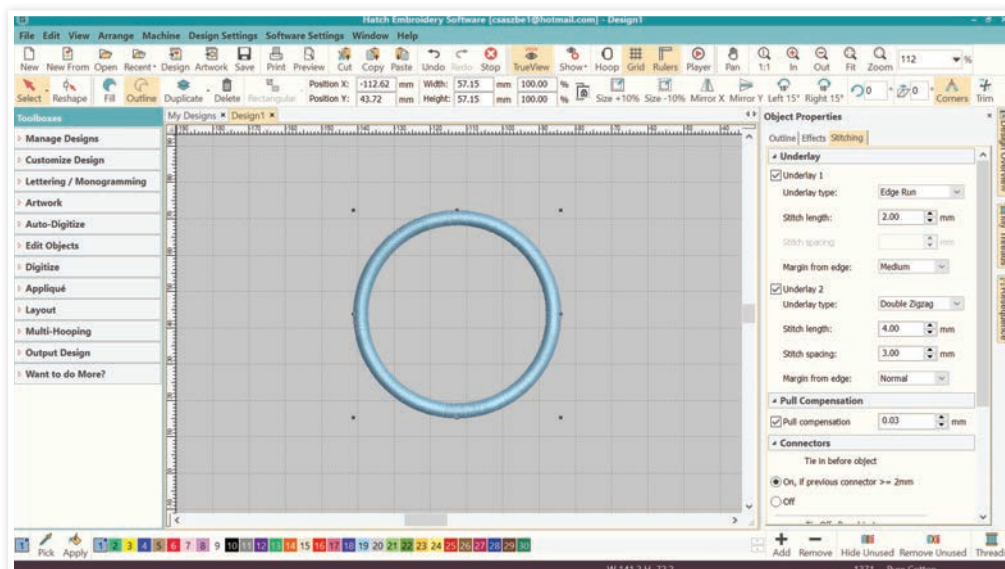 Hatch Embroidery Software [csaszbe1@hotmail.com] - Design1
File Edit View Arrange Machine Design Settings Software Settings Window Help
New New From Open Recent Design Artwork Save Print Preview Cut Copy Paste Undo Redo Stop TrueView Show Hoop Grid Rulers Player Pan 1:1 In Out Fit Zoom 112 %
Position X: -112.62 mm Width: 57.15 mm 100.00 % 0 0
Position Y: 43.72 mm Height: 57.15 mm 100.00 %
Select Reshape Fill Outline Duplicate Delete Rectangular Size +10% Size -10% Mirror X Mirror Y Left 15° Right 15° Corners Trim
Toolboxes
My Designs × Design1 ×
Manage Designs
Customize Design
Lettering / Monogramming
Artwork
Auto-Digitize
Edit Objects
Digitize
Appliqué
Layout
Multi-Hooping
Output Design
Want to do More?
Object Properties
Outline Effects Stitching
Underlay
Underlay 1
Underlay type: Edge Run
Stitch length: 2.00 mm
Stitch spacing: mm
Margin from edge: Medium
Underlay 2
Underlay type: Double Zigzag
Stitch length: 4.00 mm
Stitch spacing: 3.00 mm
Margin from edge: Normal
Pull Compensation
Pull compensation 0.03 mm
Connectors
Tie in before object
On, if previous connector >= 2mm
Off
Design Overview
My Threads
Pick Apply 1 2 3 4 5 6 7 8 9 10 11 12 13 14 15 16 17 18 19 20 21 22 23 24 25 26 27 28 29 30
Add Remove Hide Unused Remove Unused Thread